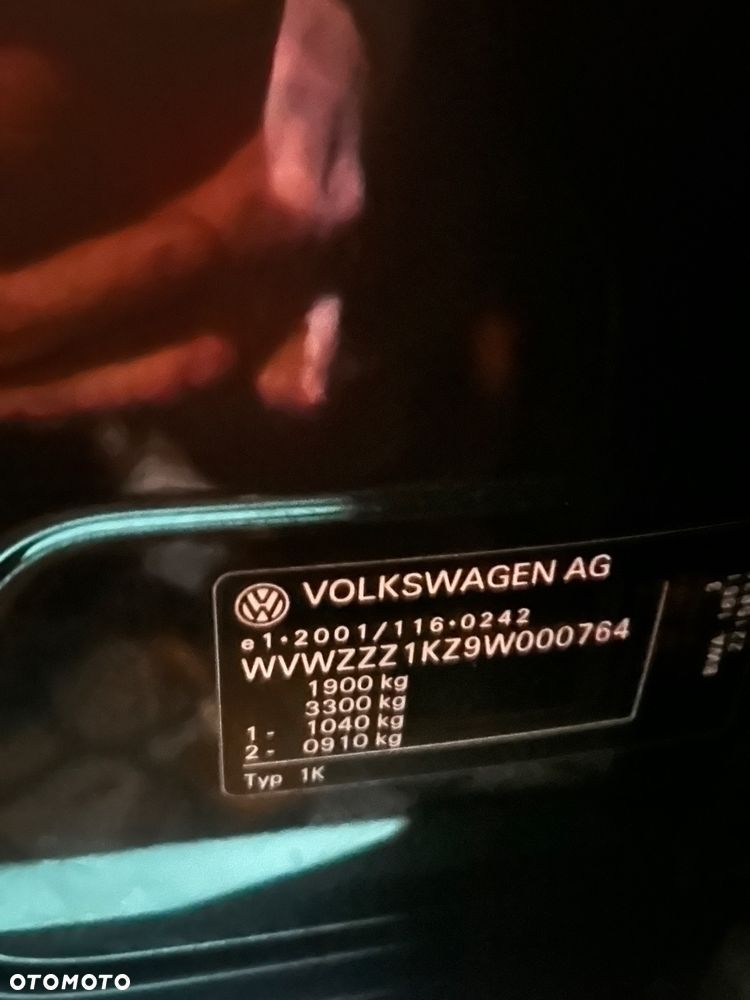 VOLKSWAGEN AG
e1*2001/116*0242
WVWZZZ1KZ9W000764
1900 kg
3300 kg
1 - 1040 kg
2 - 0910 kg
Typ 1K
OTOMOTO